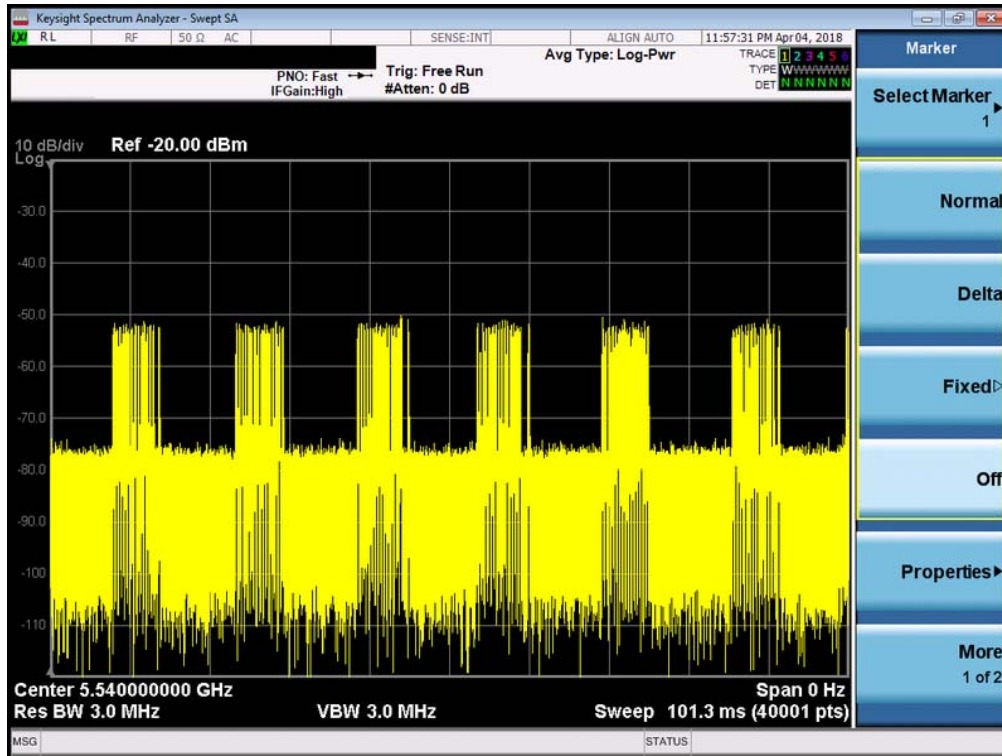 Keysight Spectrum Analyzer - Swept SA
LXI RL RF 50 Ω AC SENSE:INT ALIGN AUTO 11:57:31 PM Apr 04, 2018
Marker
Avg Type: Log-Pwr
TRACE 1 2 3 4 5 6
PNO: Fast
Trig: Free Run
TYPE WWWWWW
IFGain:High
#Atten: 0 dB
DET N N N N N N
Select Marker
1
10 dB/div Ref -20.00 dBm
Log
Normal
-30.0
-40.0
Delta
-50.0
-60.0
Fixed
-70.0
-80.0
Off
-90.0
-100
Properties
-110
More
1 of 2
Center 5.540000000 GHz Span 0 Hz
Res BW 3.0 MHz VBW 3.0 MHz Sweep 101.3 ms (40001 pts)
MSG STATUS